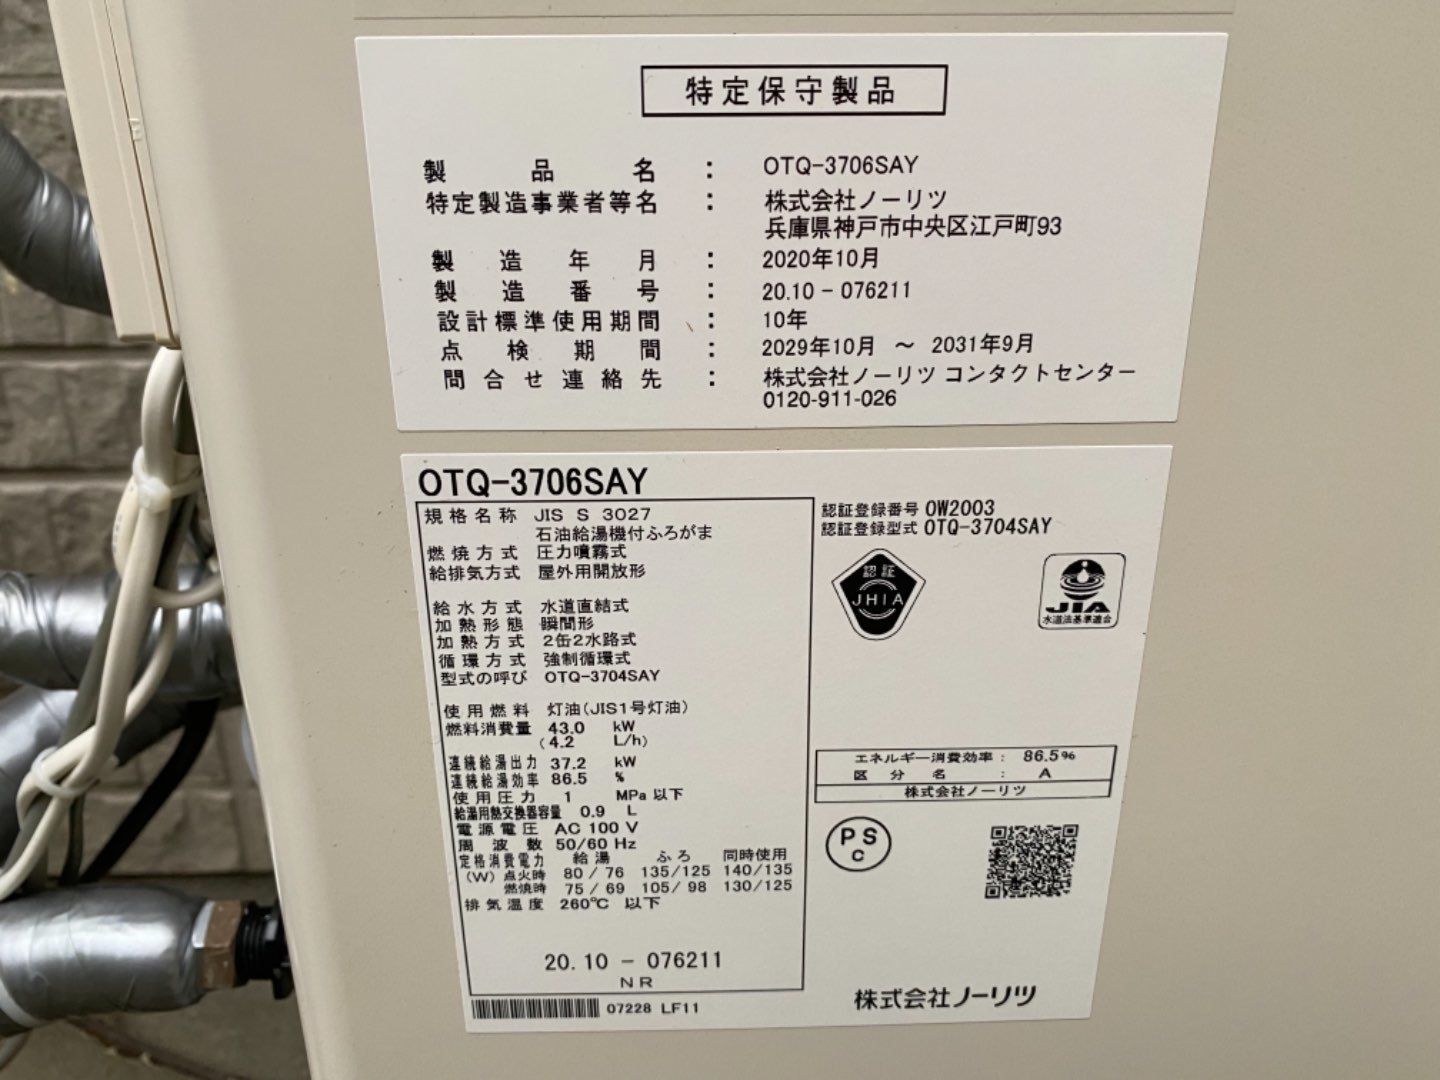 特定保守製品
製品名 : OTQ-3706SAY
特定製造事業者等名 : 株式会社ノーリツ
兵庫県神戸市中央区江戸町93
製造年月 : 2020年10月
製造番号 : 20.10-076211
設計標準使用期間 : 10年
点検期間 : 2029年10月 ～ 2031年9月
問合せ連絡先 : 株式会社ノーリツ コンタクトセンター
0120-911-026
OTQ-3706SAY
規格名称 JIS S 3027
石油給湯機付ふろがま
燃焼方式 圧力噴霧式
給排気方式 屋外用開放形
給水方式 水道直結式
加熱形態 瞬間形
加熱方式 2缶2水路式
循環方式 強制循環式
型式の呼び OTQ-3704SAY
使用燃料 灯油(JIS1号灯油)
燃料消費量 43.0 kW
(4.2 L/h)
連続給湯出力 37.2 kW
連続給湯効率 86.5 %
使用圧力 1 MPa 以下
給湯用熱交換器容量 0.9 L
電源電圧 AC 100 V
周波数 50/60 Hz
定格消費電力 給湯 ふろ 同時使用
(W) 点火時 80/76 135/125 140/135
燃焼時 75/69 105/98 130/125
排気温度 260℃ 以下
20.10-076211
NR
07228 LF11
認証登録番号 OW2003
認証登録型式 OTQ-3704SAY
認証
JHIA
JIA
水道法基準適合
エネルギー消費効率: 86.5%
区分名 : A
株式会社ノーリツ
PS
C
株式会社ノーリツ